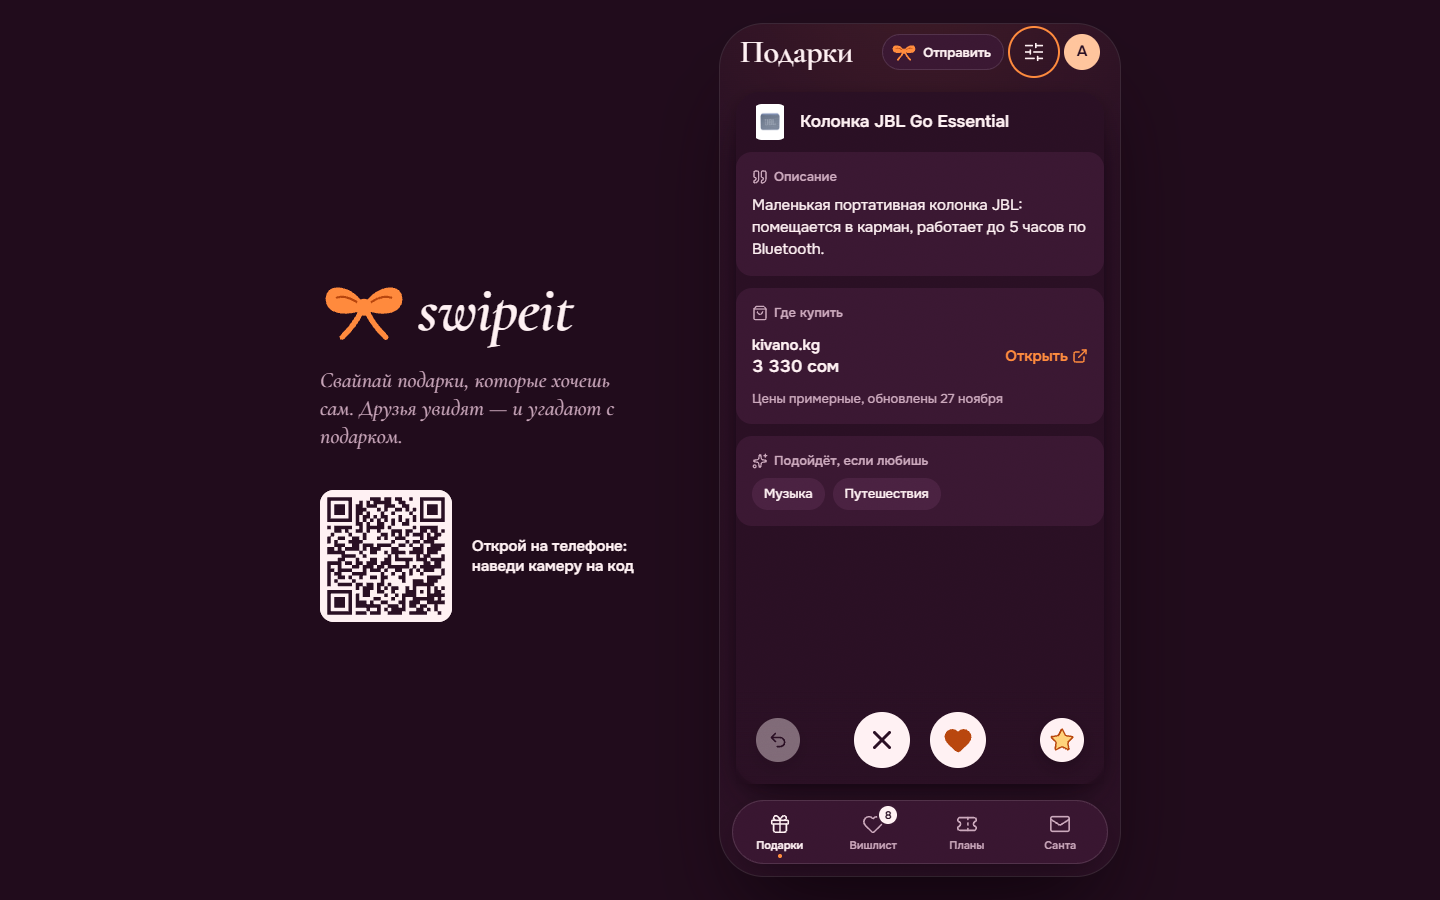 swipeit
Свайпай подарки, которые хочешь
сам. Друзья увидят — и угадают с
подарком.
Открой на телефоне:
наведи камеру на код
Подарки
Отправить
A
Колонка JBL Go Essential
Описание
Маленькая портативная колонка JBL:
помещается в карман, работает до 5 часов по
Bluetooth.
Где купить
kivano.kg
3 330 сом
Открыть
Цены примерные, обновлены 27 ноября
Подойдёт, если любишь
Музыка
Путешествия
Подарки
8
Вишлист
Планы
Санта